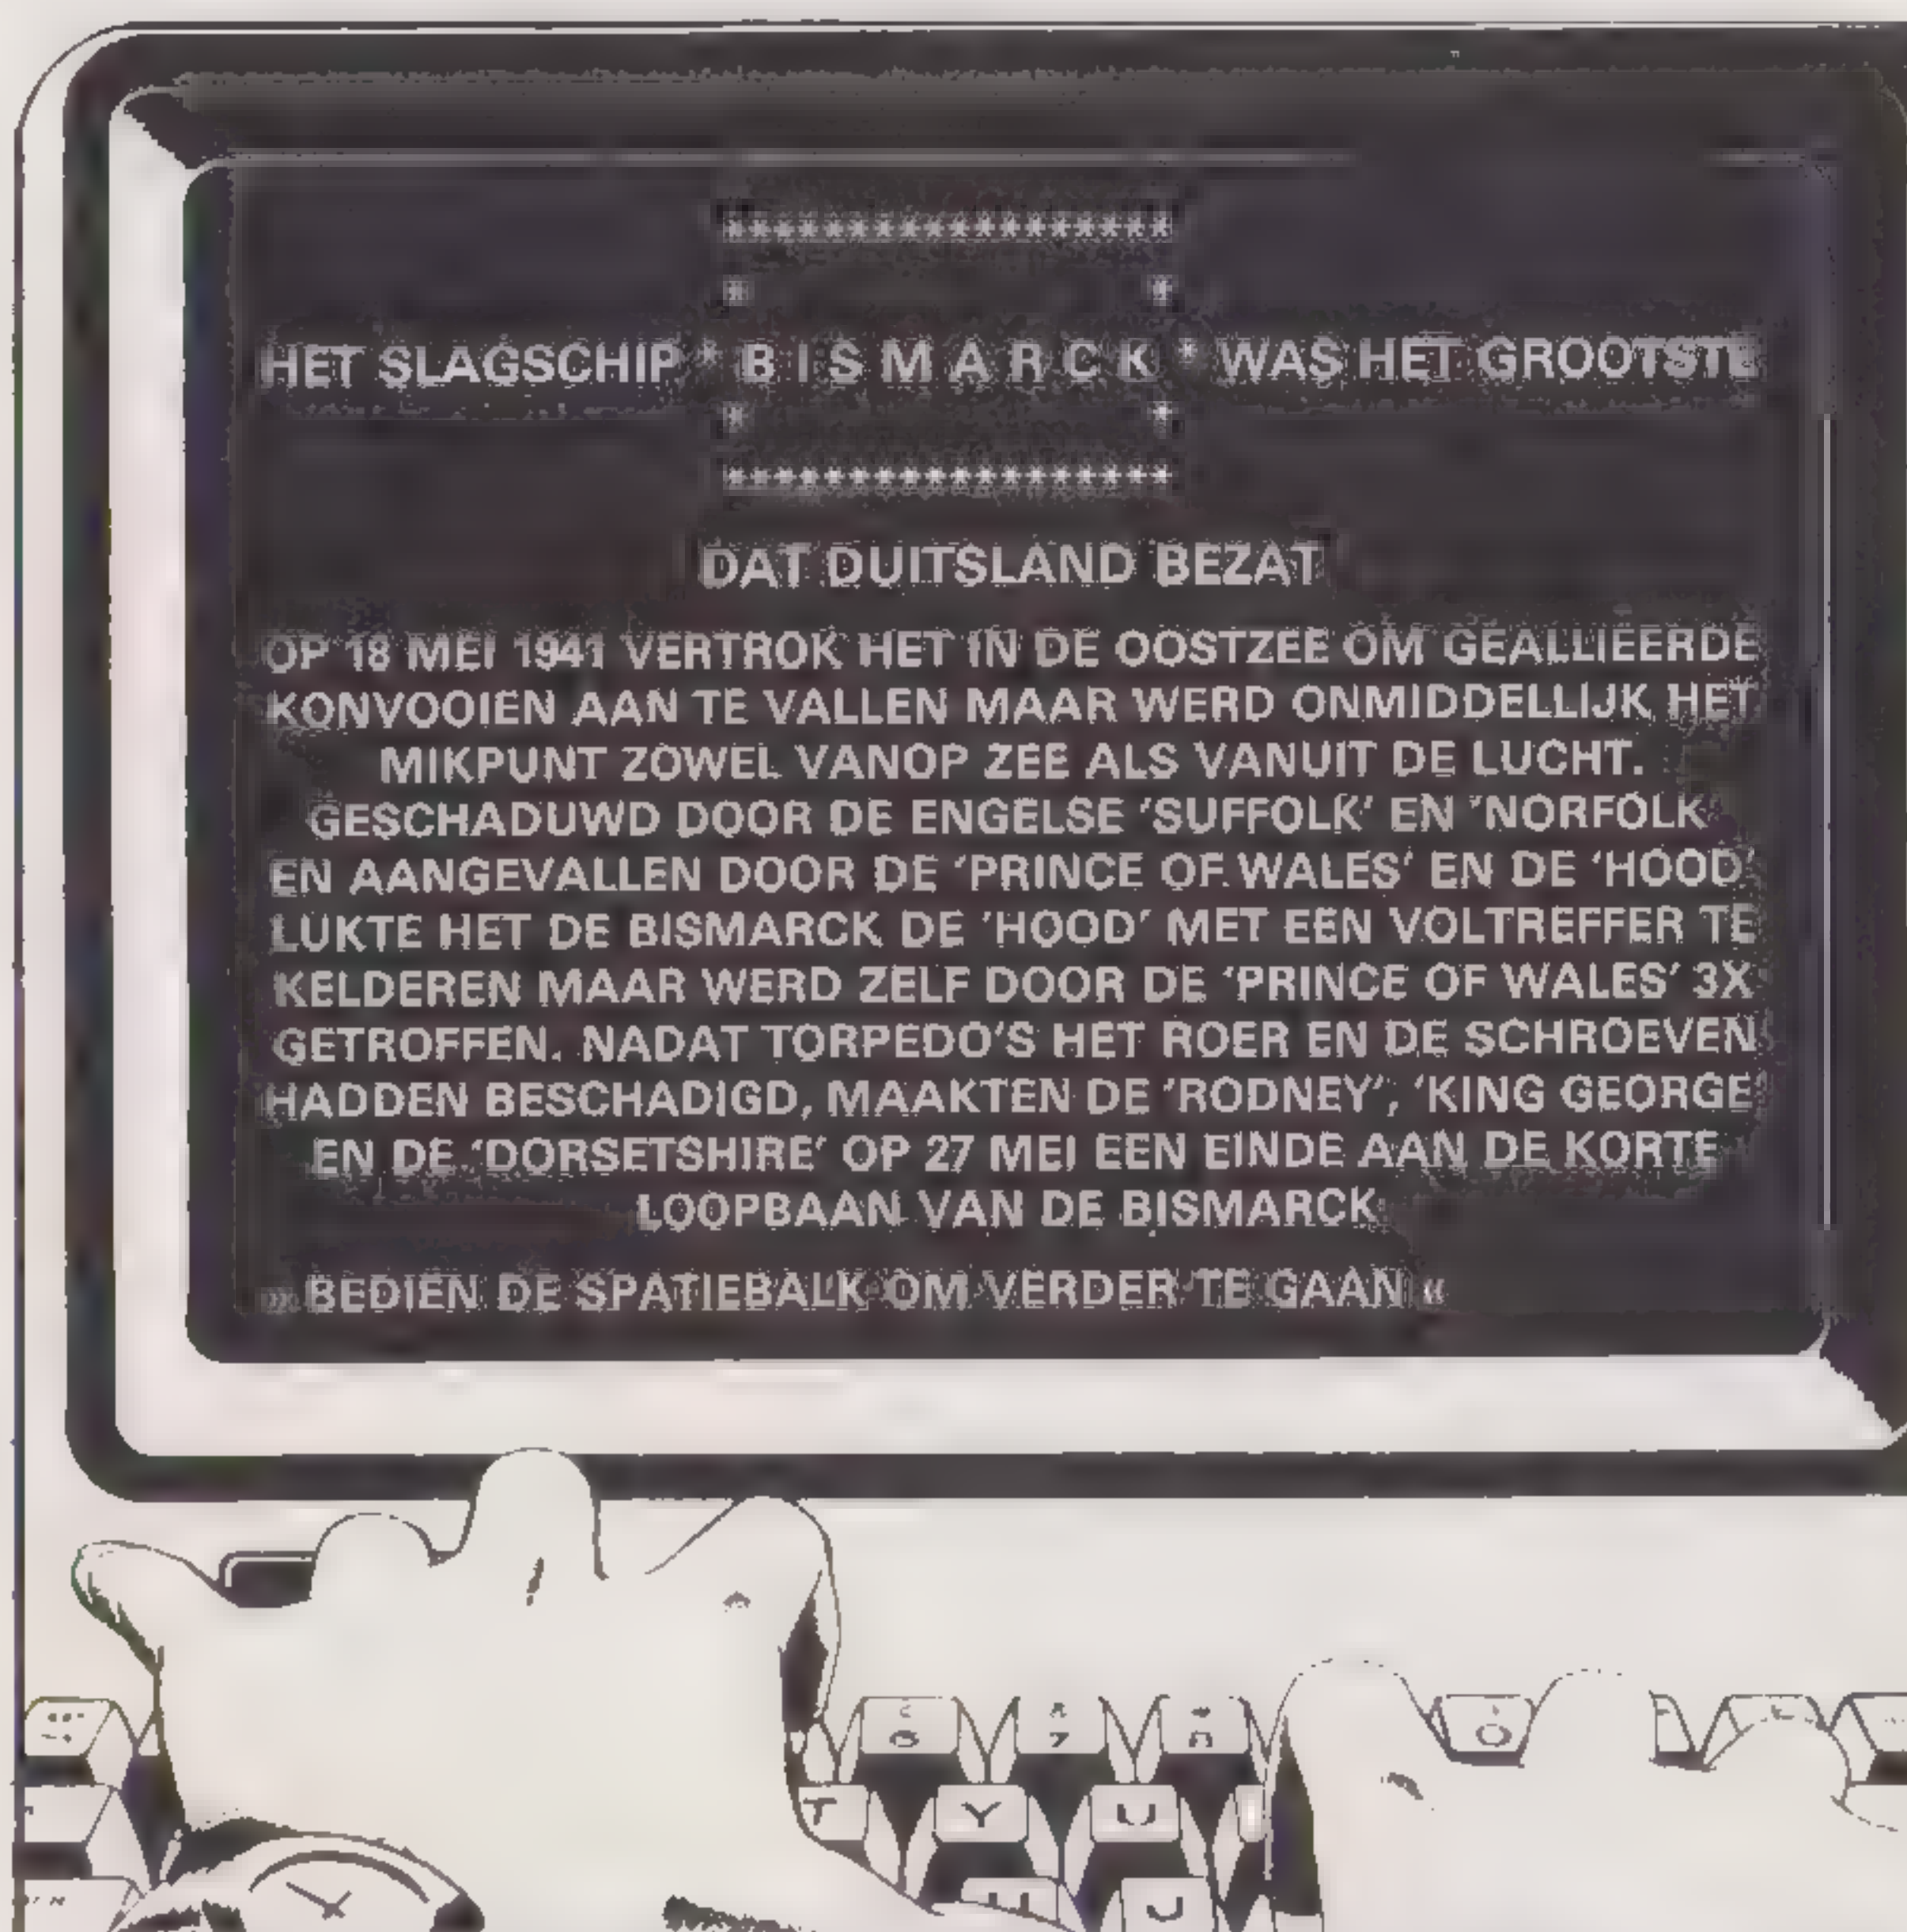 *****************
* *
HET SLAGSCHIP * B I S M A R C K * WAS HET GROOTSTE
* *
*****************
DAT DUITSLAND BEZAT
OP 18 MEI 1941 VERTROK HET IN DE OOSTZEE OM GEALLIEERDE
KONVOOIEN AAN TE VALLEN MAAR WERD ONMIDDELLIJK HET
MIKPUNT ZOWEL VANOP ZEE ALS VANUIT DE LUCHT.
GESCHADUWD DOOR DE ENGELSE 'SUFFOLK' EN 'NORFOLK'
EN AANGEVALLEN DOOR DE 'PRINCE OF WALES' EN DE 'HOOD'
LUKTE HET DE BISMARCK DE 'HOOD' MET EEN VOLTREFFER TE
KELDEREN MAAR WERD ZELF DOOR DE 'PRINCE OF WALES' 3X
GETROFFEN. NADAT TORPEDO'S HET ROER EN DE SCHROEVEN
HADDEN BESCHADIGD, MAAKTEN DE 'RODNEY', 'KING GEORGE'
EN DE 'DORSETSHIRE' OP 27 MEI EEN EINDE AAN DE KORTE
LOOPBAAN VAN DE BISMARCK
»» BEDIEN DE SPATIEBALK OM VERDER TE GAAN «
7
O
T Y U
H J